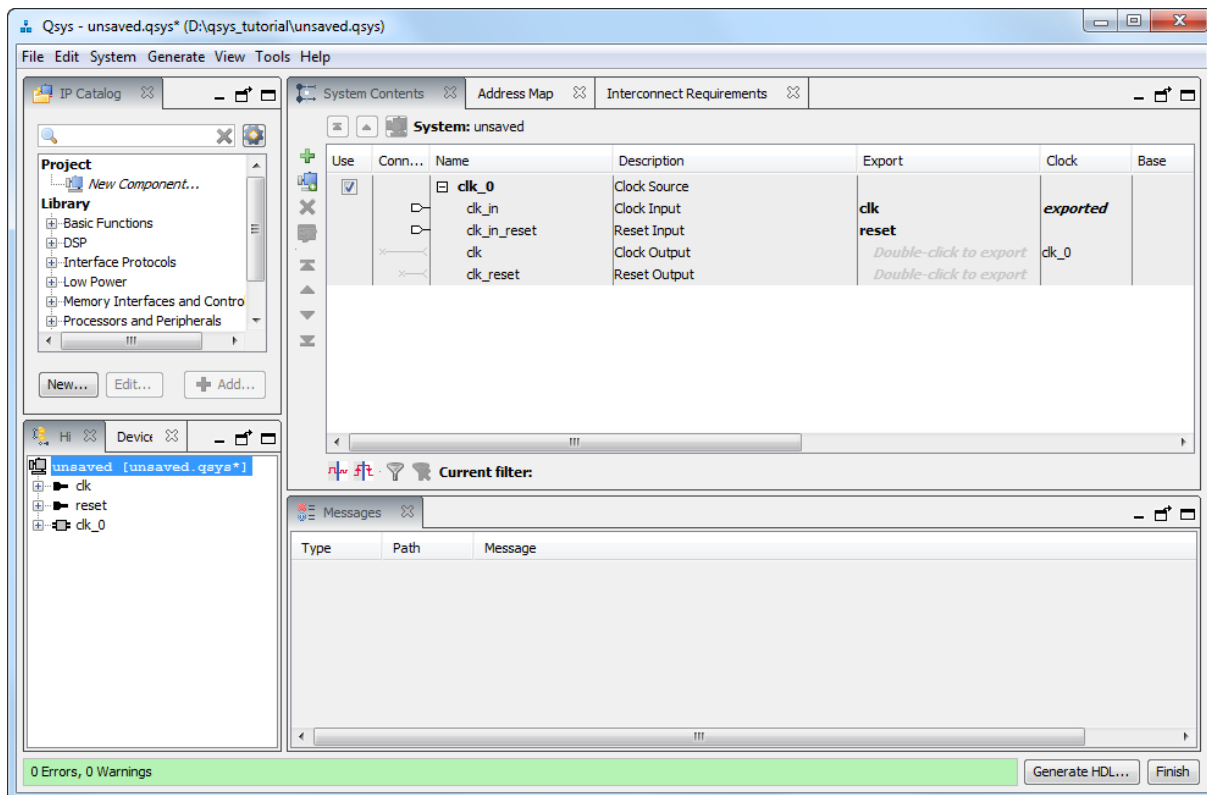 Qsys - unsaved.qsys* (D:\qsys_tutorial\unsaved.qsys)
File Edit System Generate View Tools Help
IP Catalog
Project
New Component...
Library
Basic Functions
DSP
Interface Protocols
Low Power
Memory Interfaces and Contro
Processors and Peripherals
New... Edit... Add...
System Contents Address Map Interconnect Requirements
System: unsaved
Use Conn... Name Description Export Clock Base
clk_0 Clock Source
clk_in Clock Input clk exported
clk_in_reset Reset Input reset
clk Clock Output Double-click to export clk_0
clk_reset Reset Output Double-click to export
Current filter:
Hi Device
unsaved [unsaved.qsys*]
clk
reset
clk_0
Messages
Type Path Message
0 Errors, 0 Warnings
Generate HDL... Finish